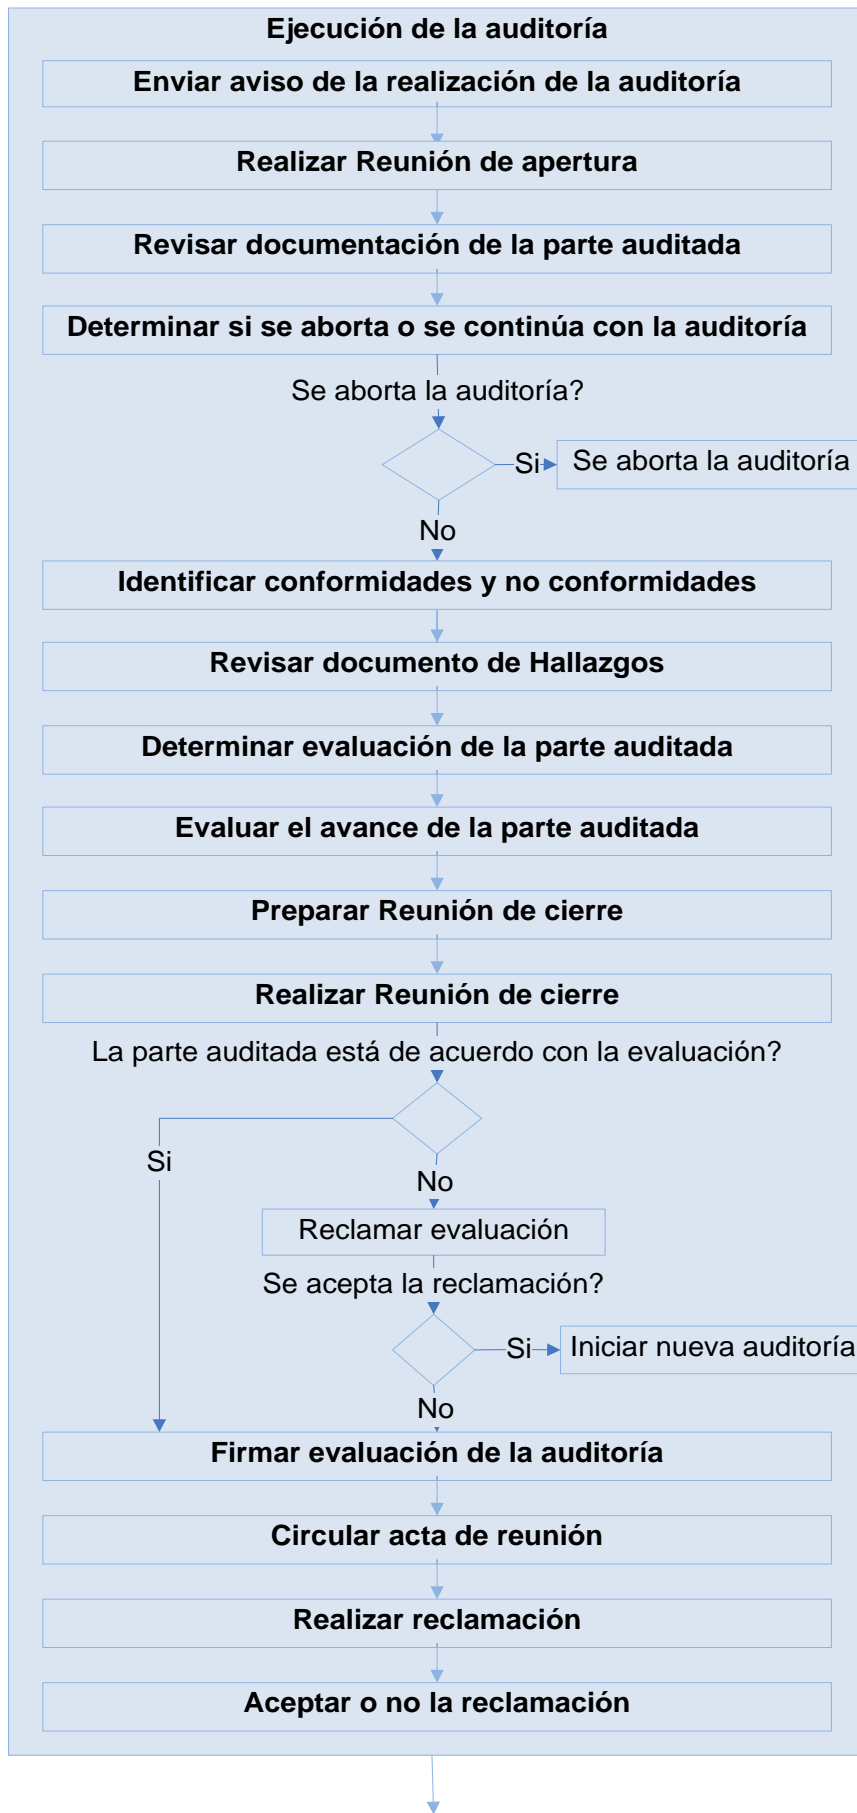 Ejecución de la auditoría
Enviar aviso de la realización de la auditoría
Realizar Reunión de apertura
Revisar documentación de la parte auditada
Determinar si se aborta o se continúa con la auditoría
Se aborta la auditoría?
Si
Se aborta la auditoría
No
Identificar conformidades y no conformidades
Revisar documento de Hallazgos
Determinar evaluación de la parte auditada
Evaluar el avance de la parte auditada
Preparar Reunión de cierre
Realizar Reunión de cierre
La parte auditada está de acuerdo con la evaluación?
Si
No
Reclamar evaluación
Se acepta la reclamación?
Si
Iniciar nueva auditoría
No
Firmar evaluación de la auditoría
Circular acta de reunión
Realizar reclamación
Aceptar o no la reclamación